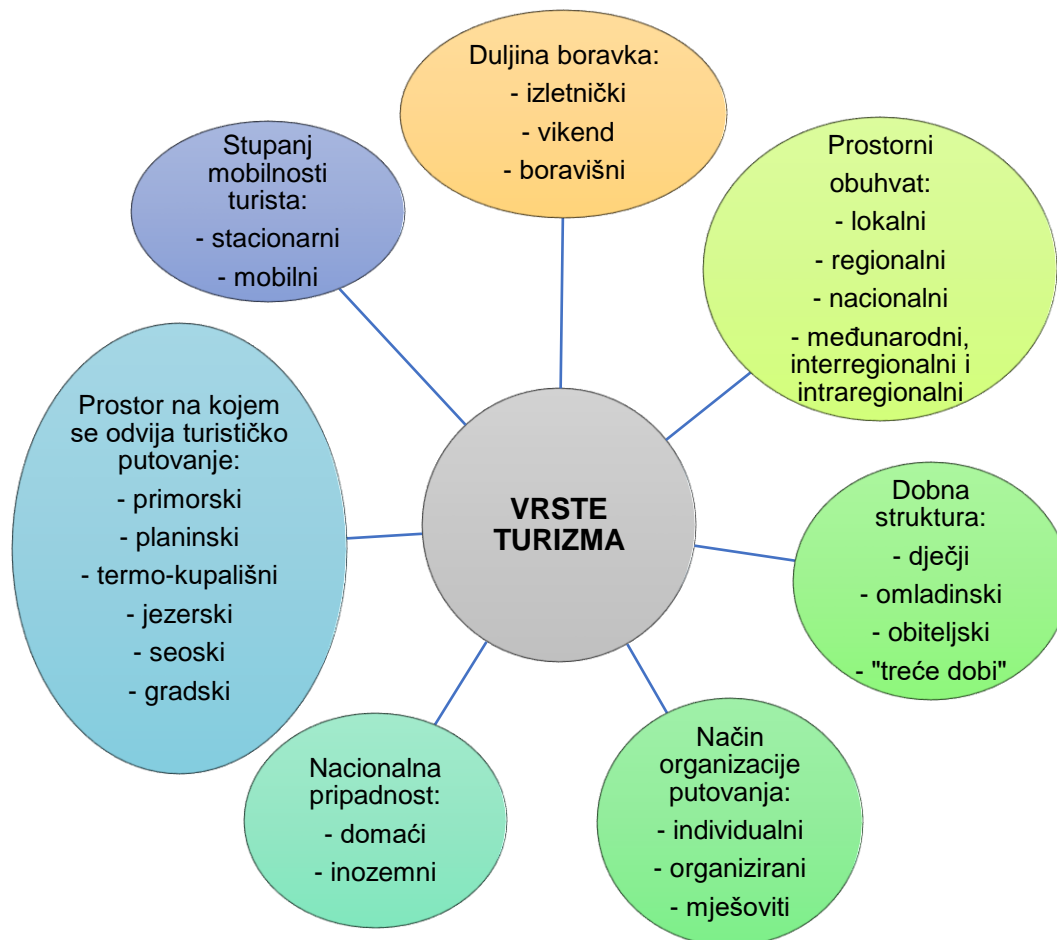 Duljina boravka:
- izletnički
- vikend
- boravišni
Prostorni
obuhvat:
- lokalni
- regionalni
- nacionalni
- međunarodni,
interregionalni i
intraregionalni
Dobna
struktura:
- dječji
- omladinski
- obiteljski
- "treće dobi"
Način
organizacije
putovanja:
- individualni
- organizirani
- mješoviti
Nacionalna
pripadnost:
- domaći
- inozemni
Prostor na kojem
se odvija turističko
putovanje:
- primorski
- planinski
- termo-kupališni
- jezerski
- seoski
- gradski
Stupanj
mobilnosti
turista:
- stacionarni
- mobilni
VRSTE
TURIZMA